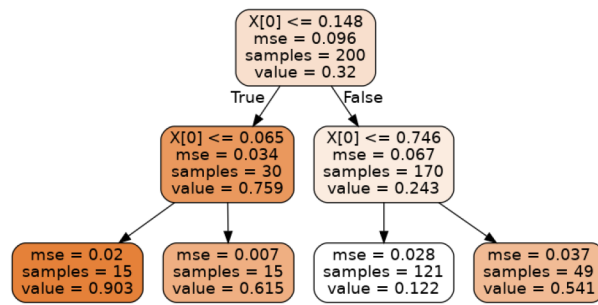 X[0] <= 0.148
mse = 0.096
samples = 200
value = 0.32
True
False
X[0] <= 0.065
mse = 0.034
samples = 30
value = 0.759
X[0] <= 0.746
mse = 0.067
samples = 170
value = 0.243
mse = 0.02
samples = 15
value = 0.903
mse = 0.007
samples = 15
value = 0.615
mse = 0.028
samples = 121
value = 0.122
mse = 0.037
samples = 49
value = 0.541